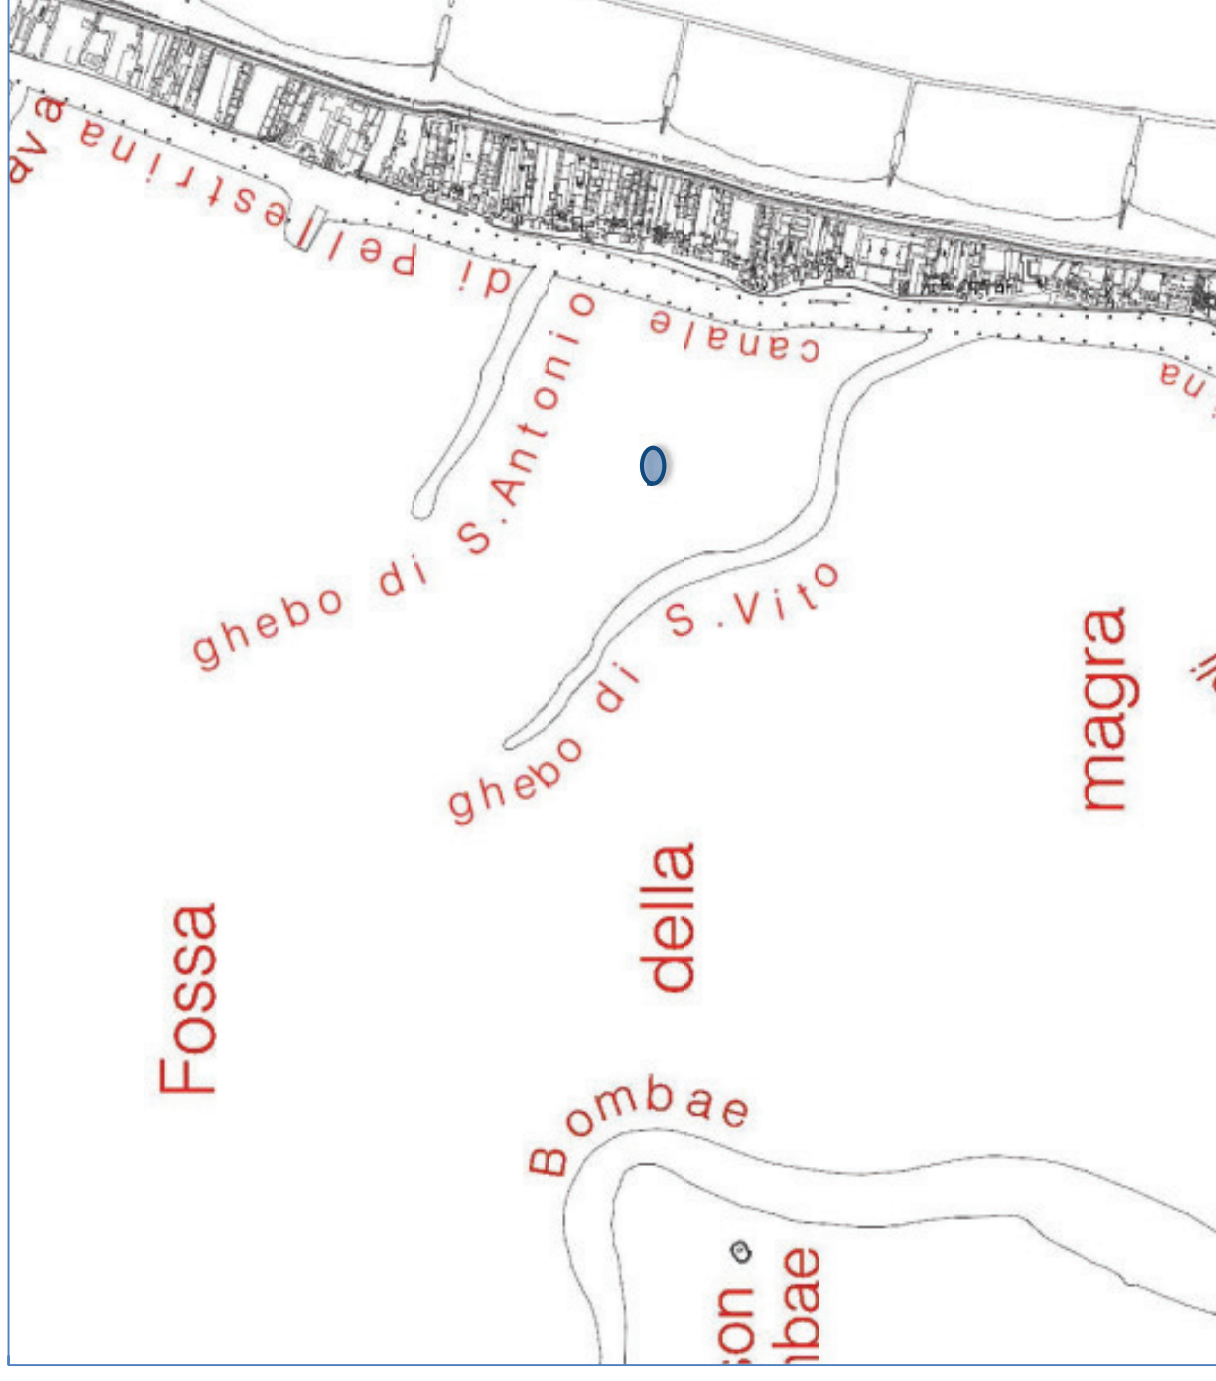 canale di Pellestrina
ghebo di S.Antonio
ghebo di S.Vito
Fossa della magra
Bombae